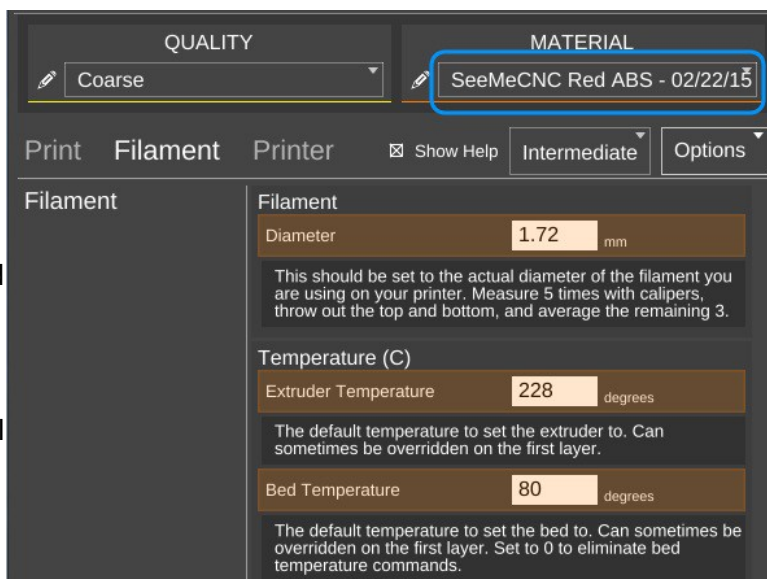 QUALITY
MATERIAL
Coarse
SeeMeCNC Red ABS - 02/22/15
Print Filament Printer Show Help Intermediate Options
Filament
Filament
Diameter 1.72 mm
This should be set to the actual diameter of the filament you
are using on your printer. Measure 5 times with calipers,
throw out the top and bottom, and average the remaining 3.
Temperature (C)
Extruder Temperature 228 degrees
The default temperature to set the extruder to. Can
sometimes be overridden on the first layer.
Bed Temperature 80 degrees
The default temperature to set the bed to. Can sometimes be
overridden on the first layer. Set to 0 to eliminate bed
temperature commands.